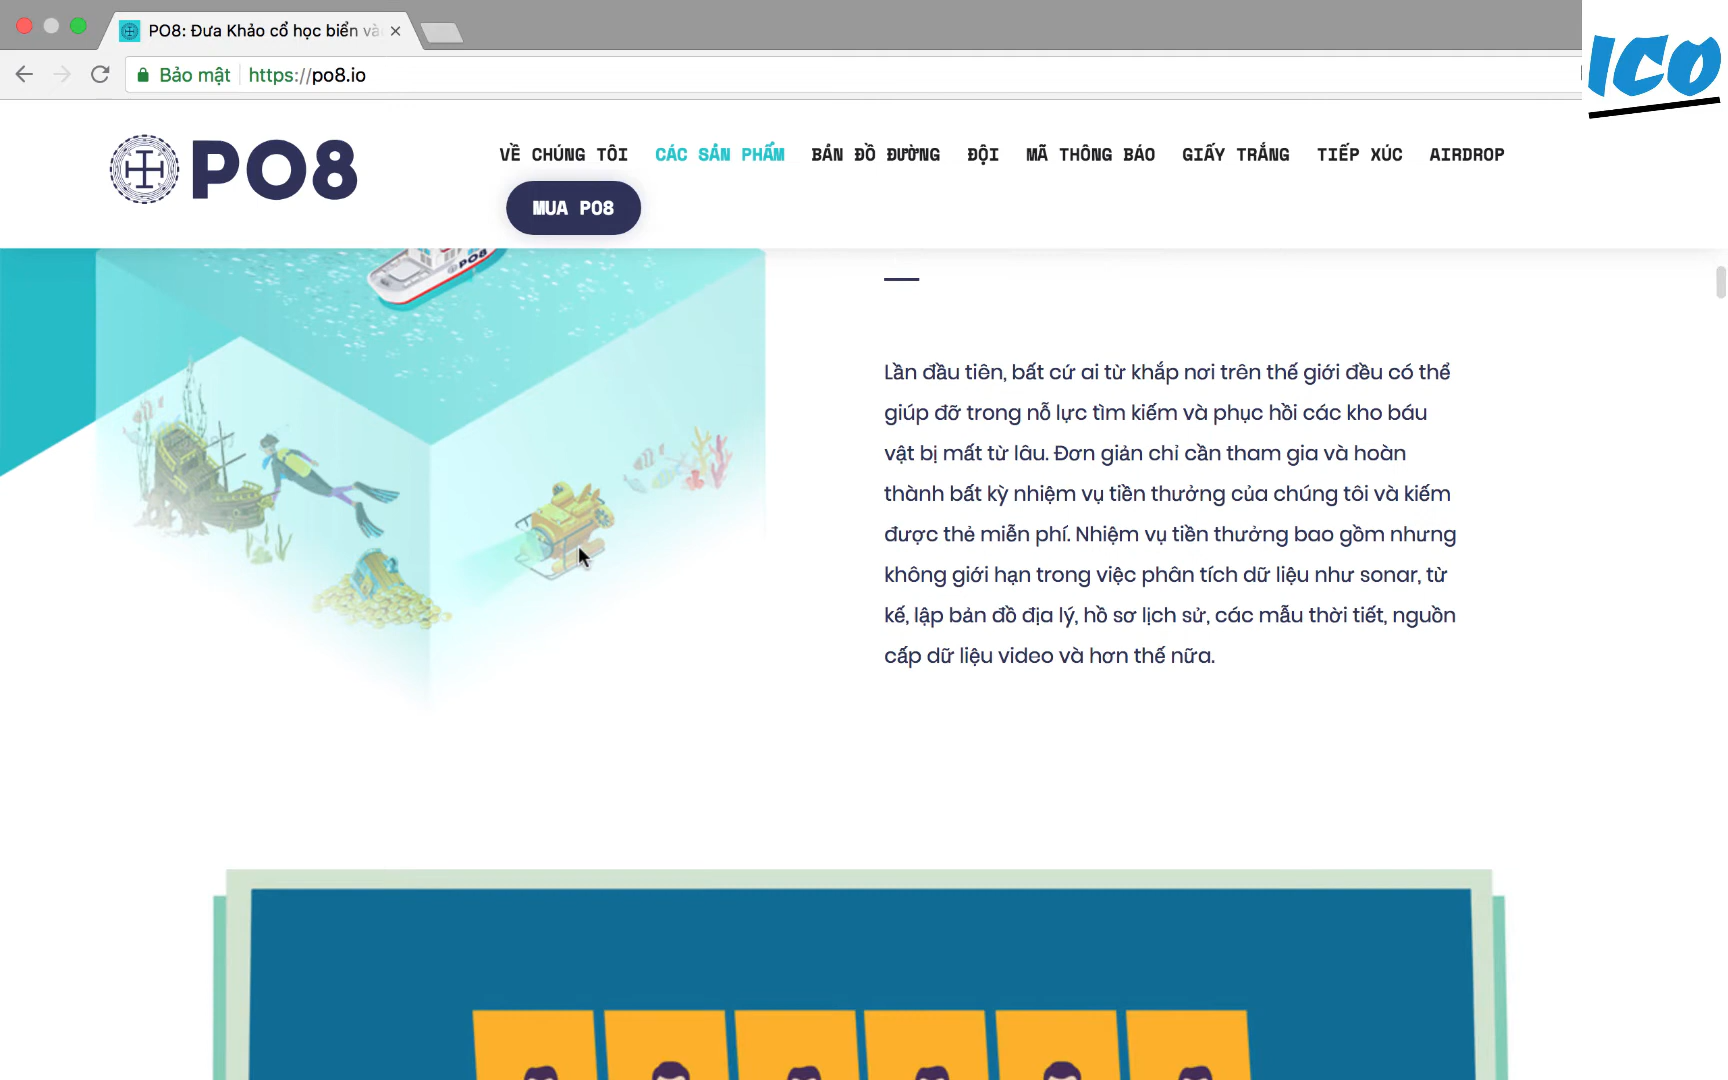 PO8: Đưa Khảo cổ học biển và
Bảo mật https://po8.io
ICO
PO8
VỀ CHÚNG TÔI CÁC SẢN PHẨM BẢN ĐỒ ĐƯỜNG ĐỘI MÃ THÔNG BÁO GIẤY TRẮNG TIẾP XÚC AIRDROP
MUA PO8
PO8
Lần đầu tiên, bất cứ ai từ khắp nơi trên thế giới đều có thể
giúp đỡ trong nỗ lực tìm kiếm và phục hồi các kho báu
vật bị mất từ lâu. Đơn giản chỉ cần tham gia và hoàn
thành bất kỳ nhiệm vụ tiền thưởng của chúng tôi và kiếm
được thẻ miễn phí. Nhiệm vụ tiền thưởng bao gồm nhưng
không giới hạn trong việc phân tích dữ liệu như sonar, từ
kế, lập bản đồ địa lý, hồ sơ lịch sử, các mẫu thời tiết, nguồn
cấp dữ liệu video và hơn thế nữa.